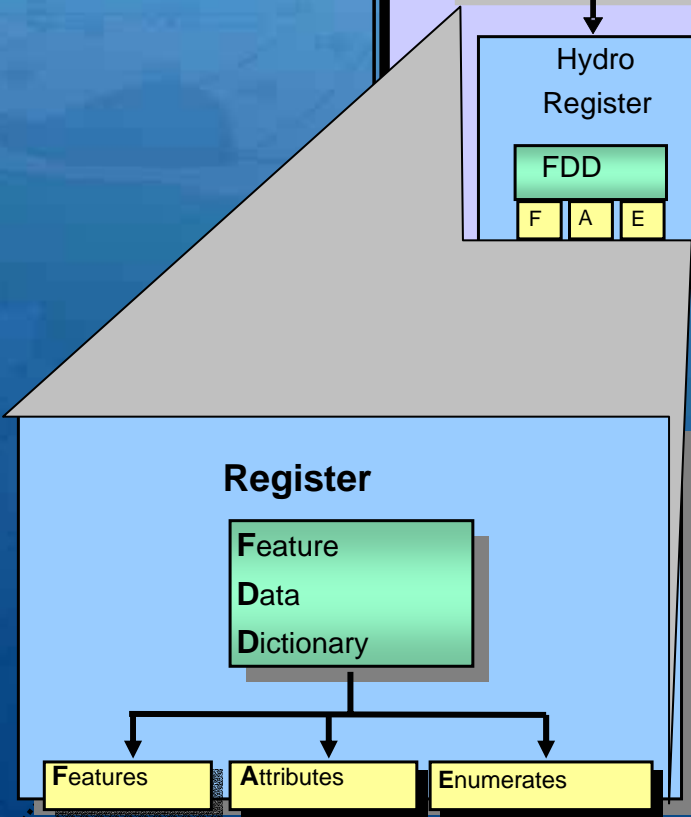 Hydro
Register
FDD
F A E
Register
Feature
Data
Dictionary
Features Attributes Enumerates